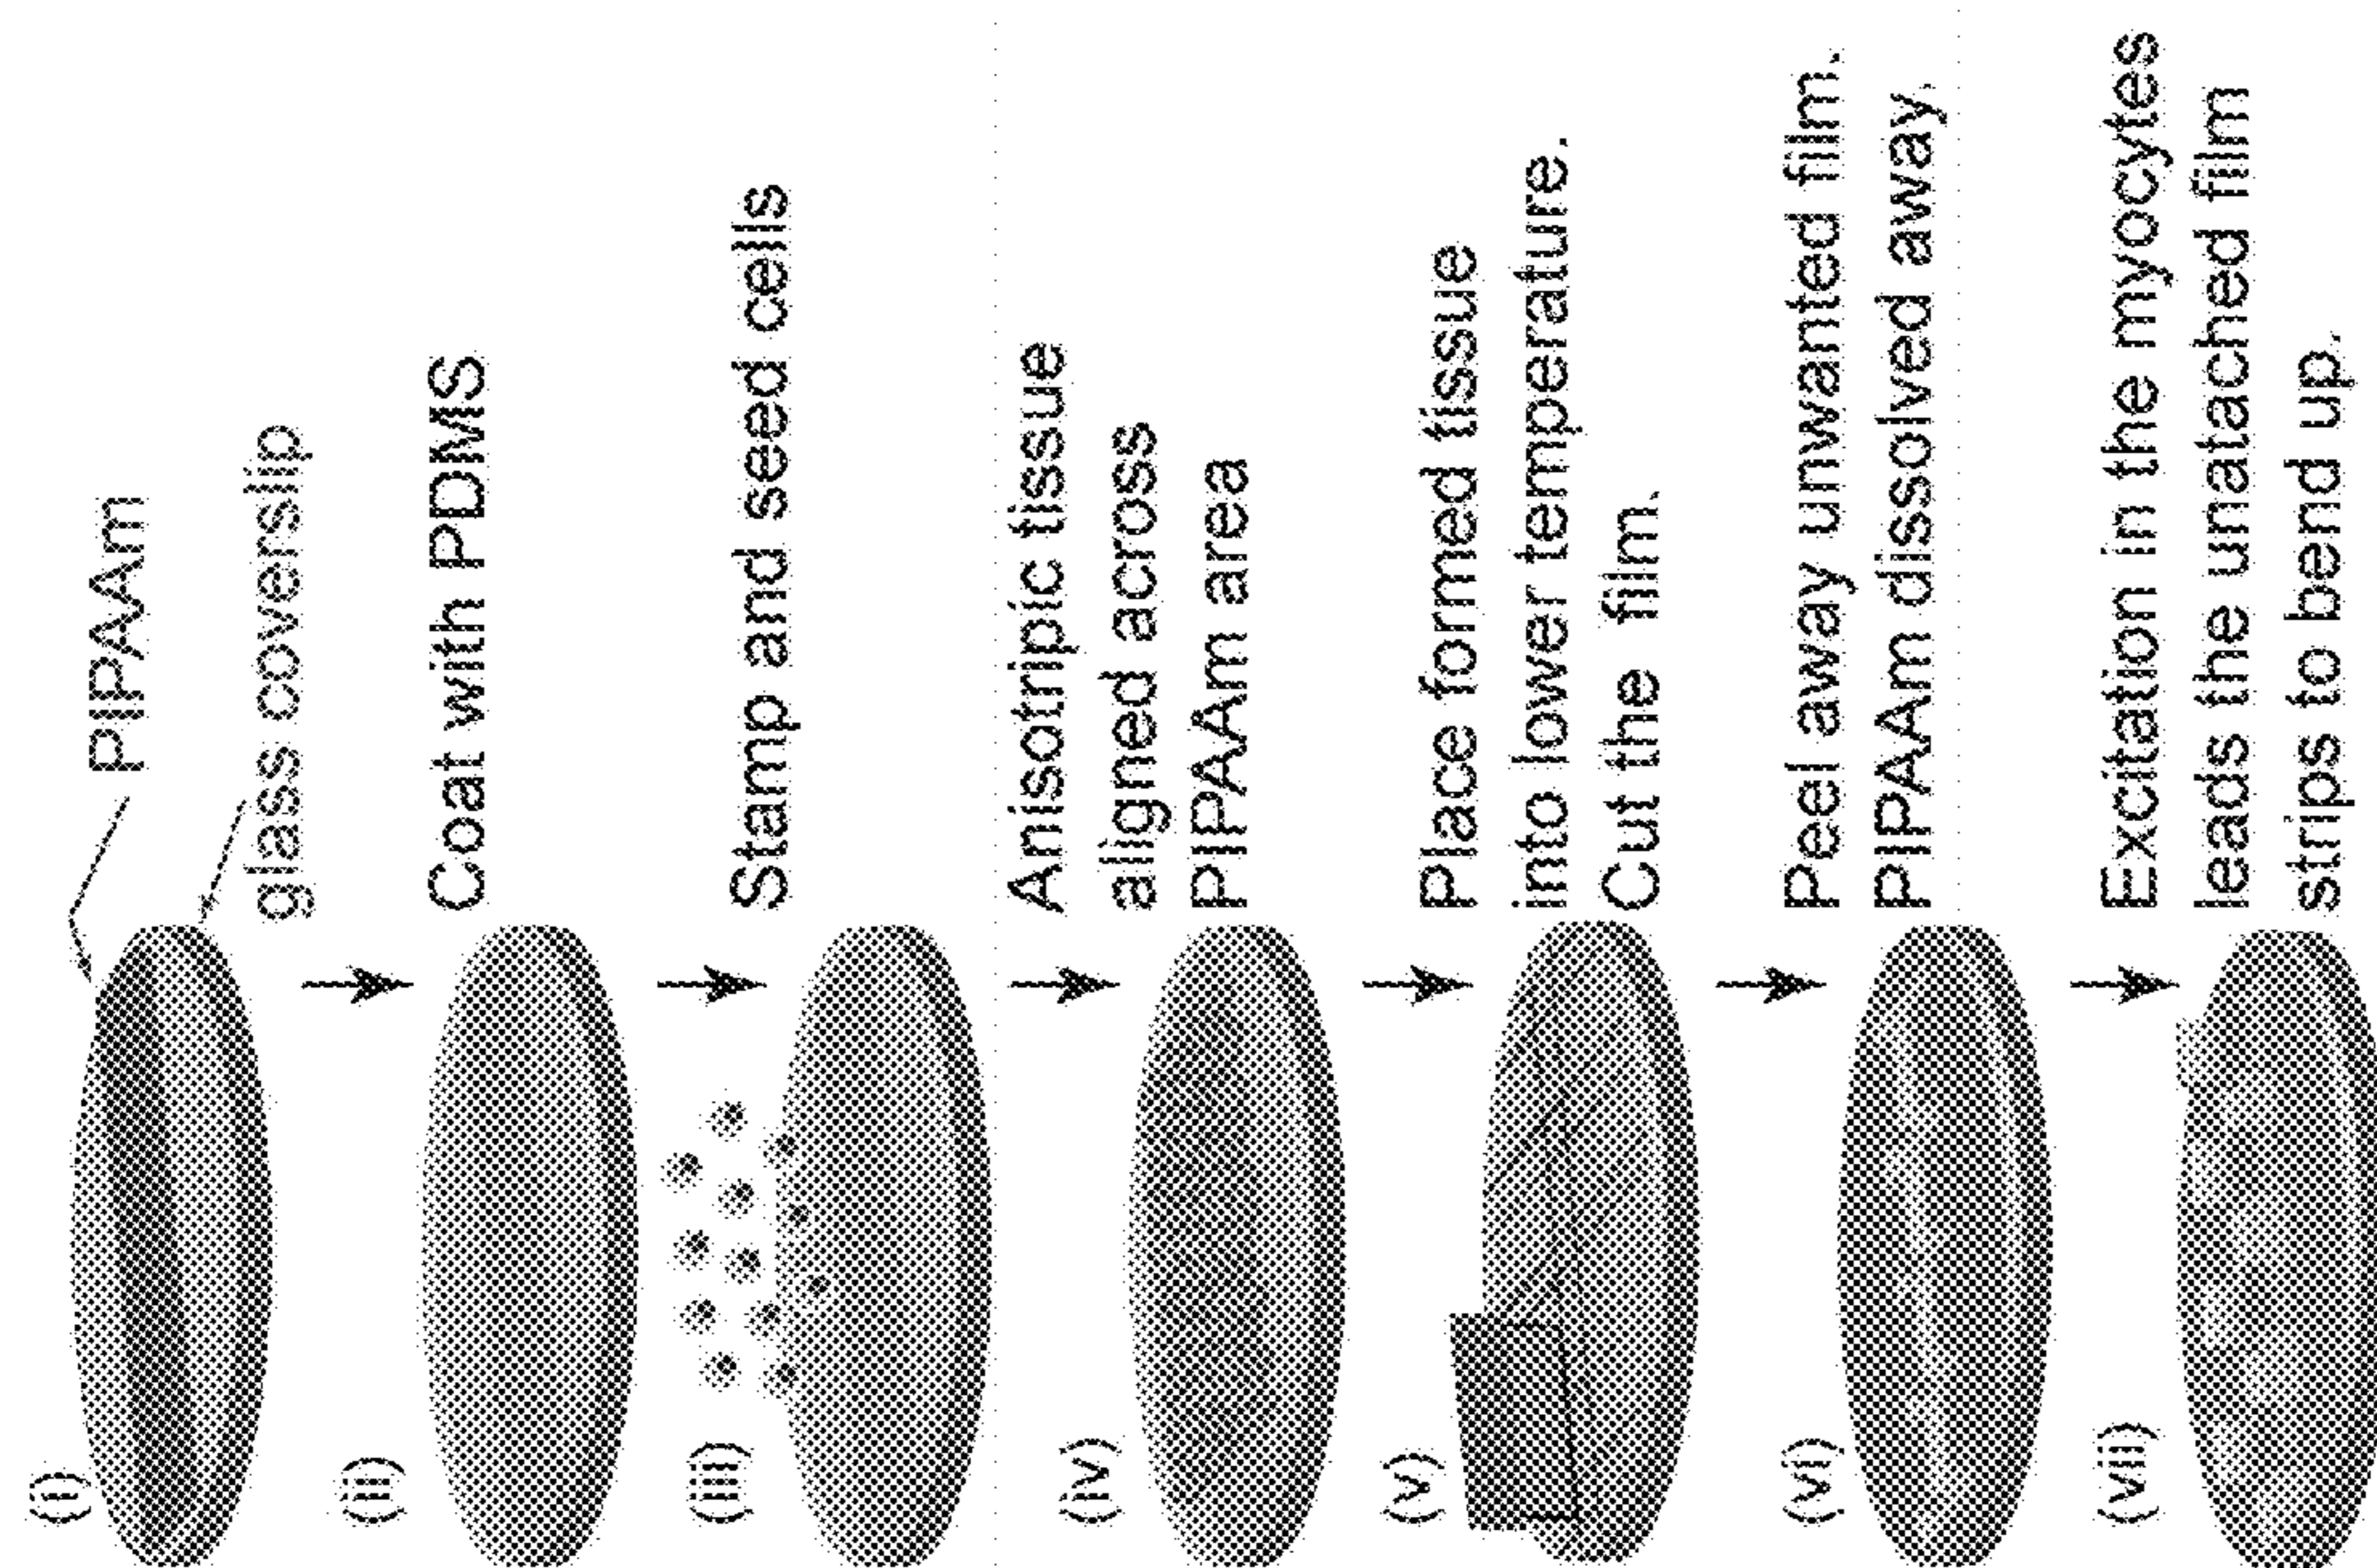 (i)
PIPAAm
glass coverslip
(ii)
Coat with PDMS
(iii)
Stamp and seed cells
(iv)
Anisotripic tissue
aligned across
PIPAAm area
(v)
Place formed tissue
into lower temperature.
Cut the film.
(vi)
Peel away unwanted film.
PIPAAm dissolved away.
(vii)
Excitation in the myocytes
leads the unatached film
strips to bend up.